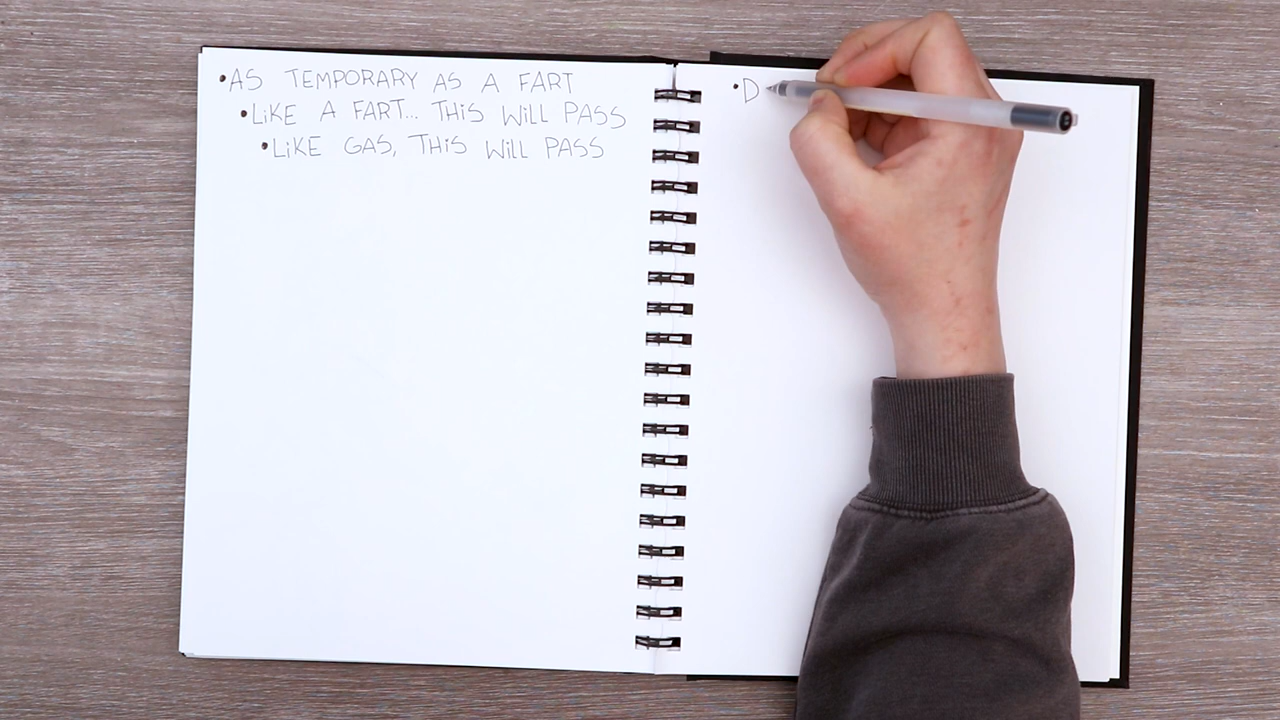 •AS TEMPORARY AS A FART
•LiKE A FART... THiS WiLL PASS
•LiKE GAS, THiS WiLL PASS
•D